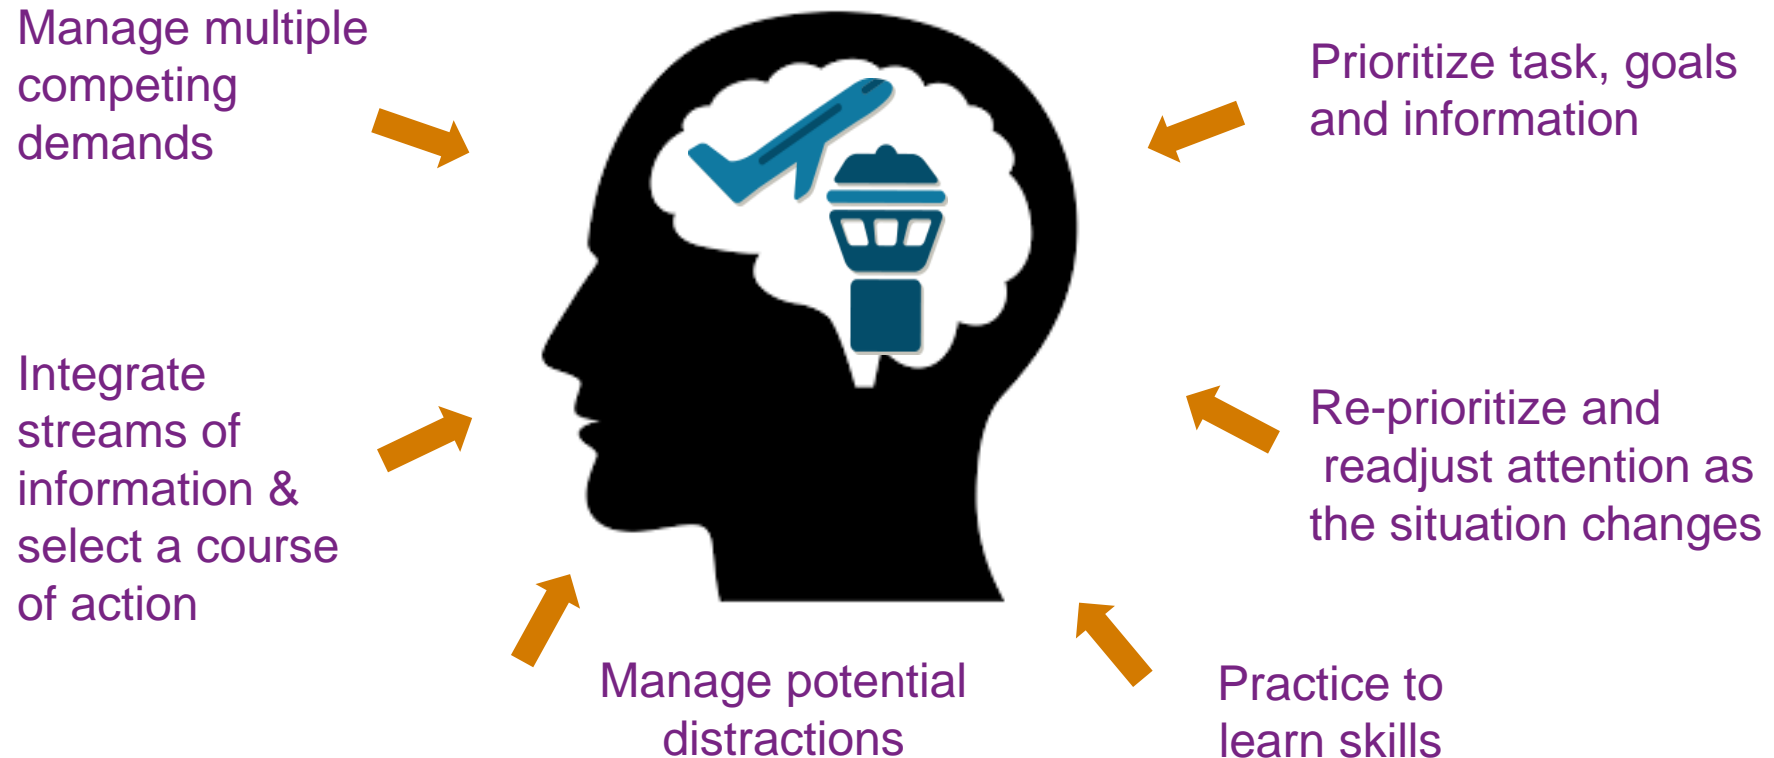 Manage multiple
competing
demands
Prioritize task, goals
and information
Integrate
streams of
information &
select a course
of action
Re-prioritize and
readjust attention as
the situation changes
Manage potential
distractions
Practice to
learn skills